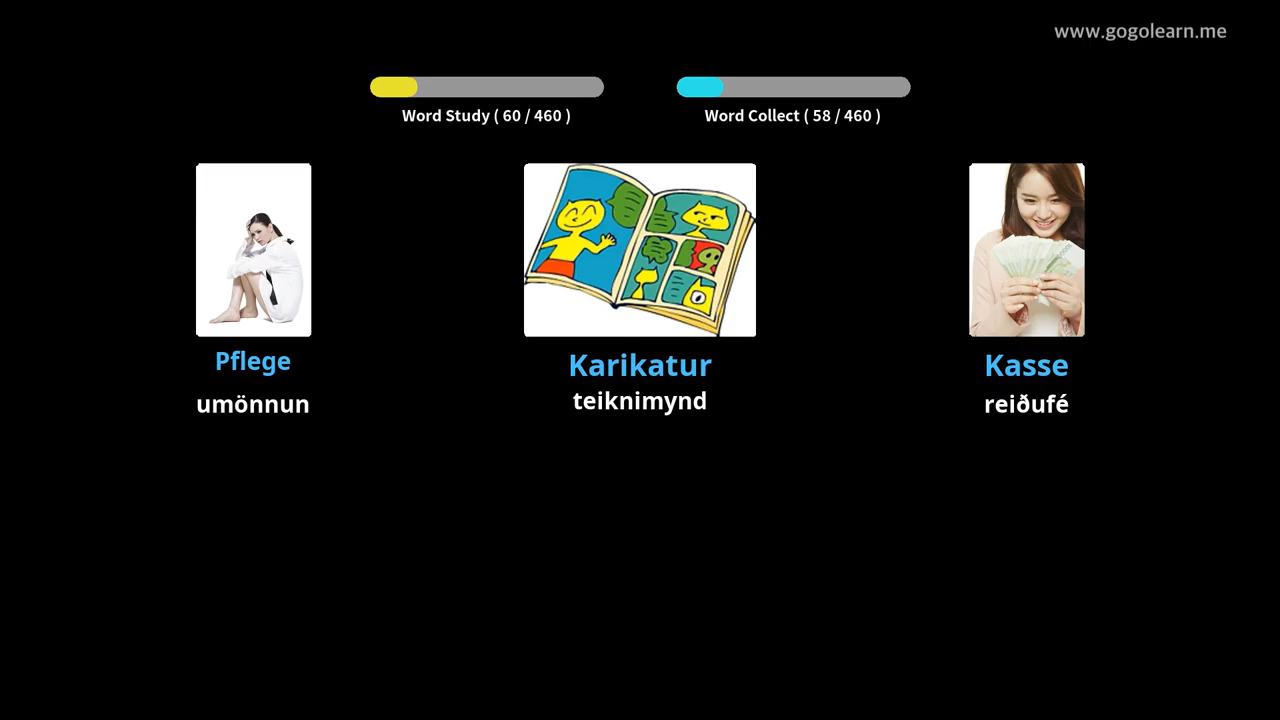 www.gogolearn.me
Word Study ( 60 / 460 )
Word Collect ( 58 / 460 )
Pflege
umönnun
Karikatur
teiknimynd
Kasse
reiðufé